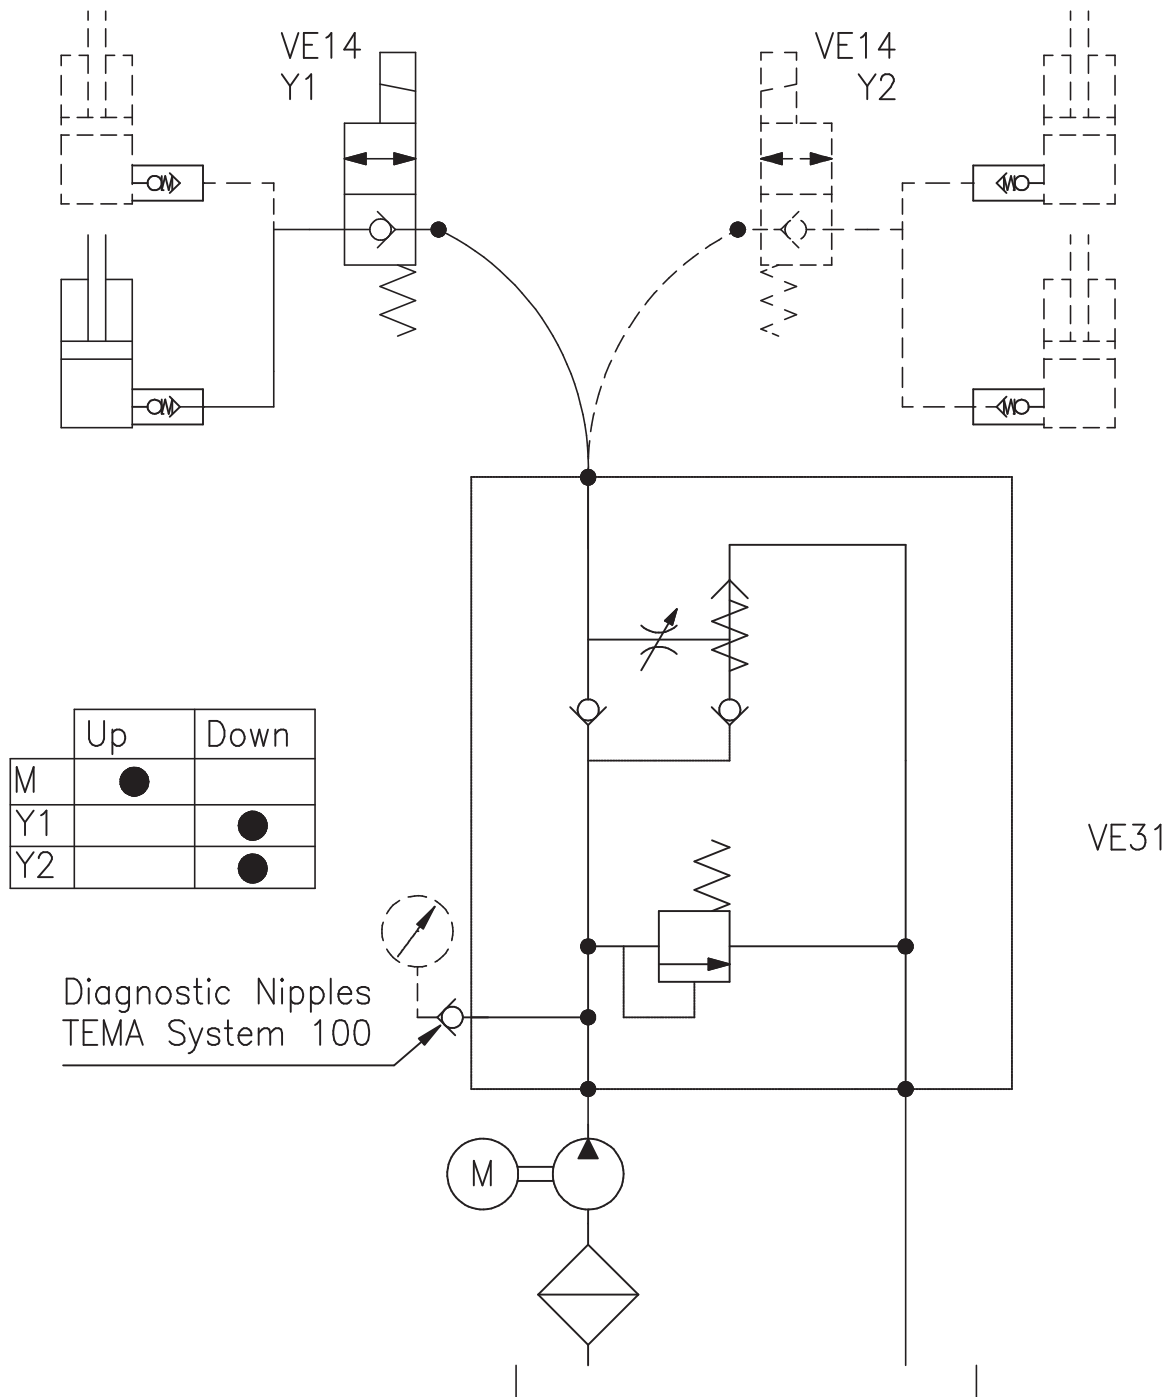 VE14
Y1
VE14
Y2
Up Down
M
Y1
Y2
VE31
Diagnostic Nipples
TEMA System 100
M